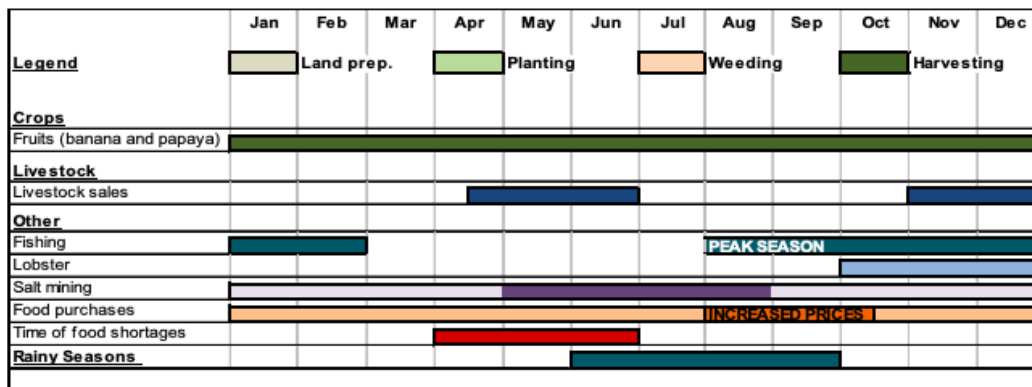 Jan Feb Mar Apr May Jun Jul Aug Sep Oct Nov Dec
Legend Land prep. Planting Weeding Harvesting
Crops
Fruits (banana and papaya)
Livestock
Livestock sales
Other
Fishing PEAK SEASON
Lobster
Salt mining
Food purchases INCREASED PRICES
Time of food shortages
Rainy Seasons